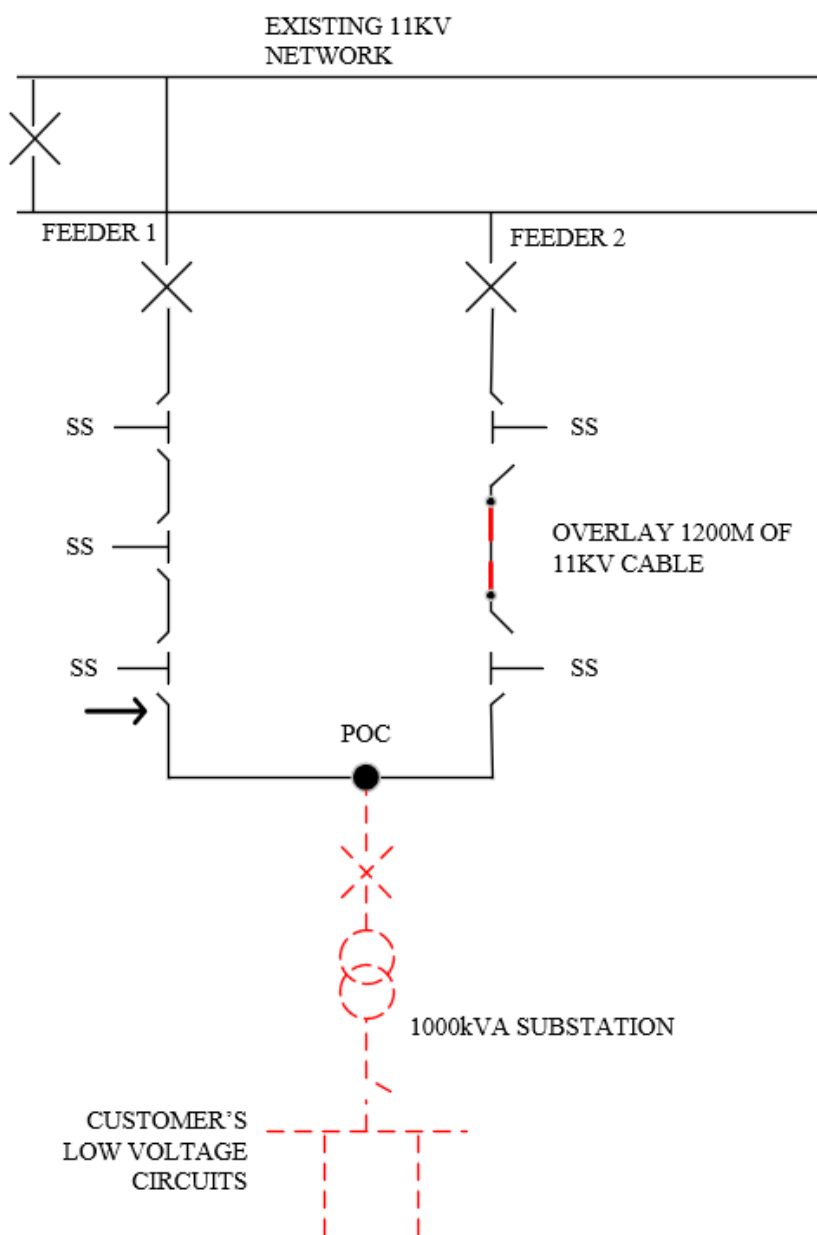 EXISTING 11KV
NETWORK
FEEDER 1
FEEDER 2
SS
SS
SS
OVERLAY 1200M OF
11KV CABLE
SS
SS
POC
1000kVA SUBSTATION
CUSTOMER'S
LOW VOLTAGE
CIRCUITS